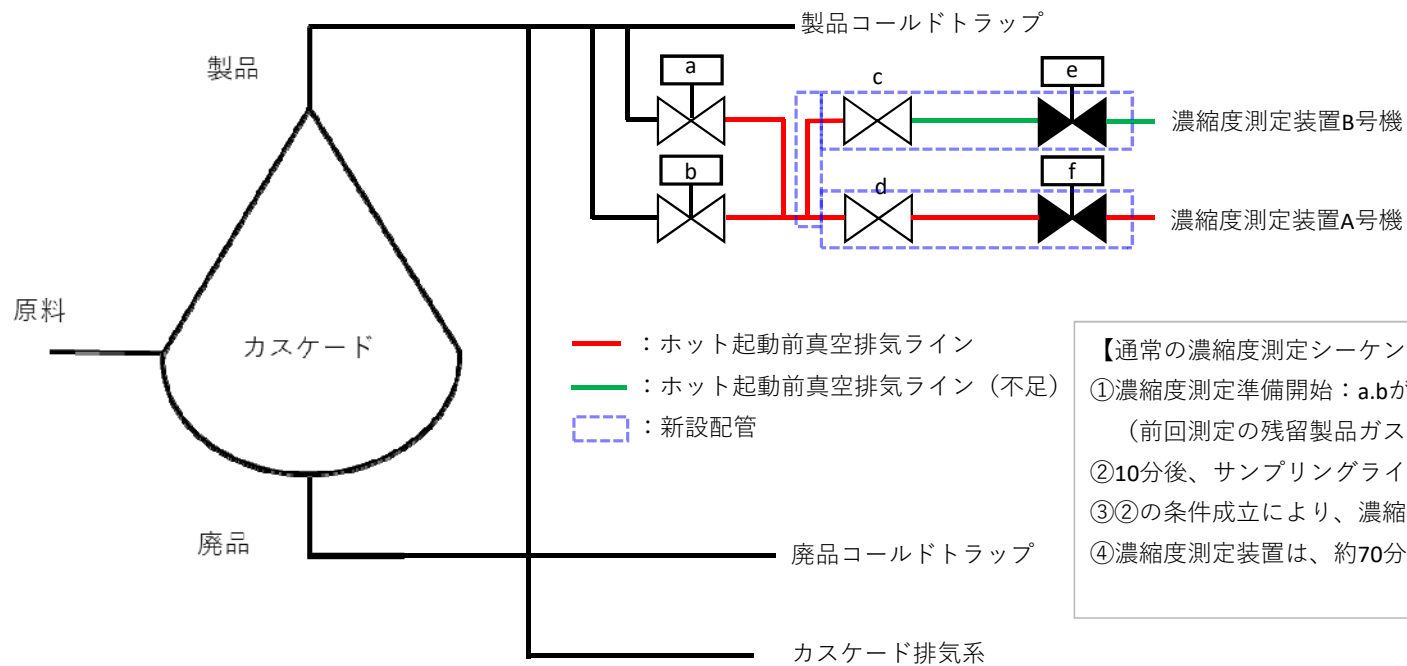 製品コールドトラップ
製品
a
c
e
濃縮度測定装置B号機
b
d
f
濃縮度測定装置A号機
原料
カスケード
：ホット起動前真空排気ライン
：ホット起動前真空排気ライン（不足）
：新設配管
【通常の濃縮度測定シーケン
①濃縮度測定準備開始：a.bが
（前回測定の残留製品ガス
②10分後、サンプリングライ
③②の条件成立により、濃縮
④濃縮度測定装置は、約70分
廃品
廃品コールドトラップ
カスケード排気系